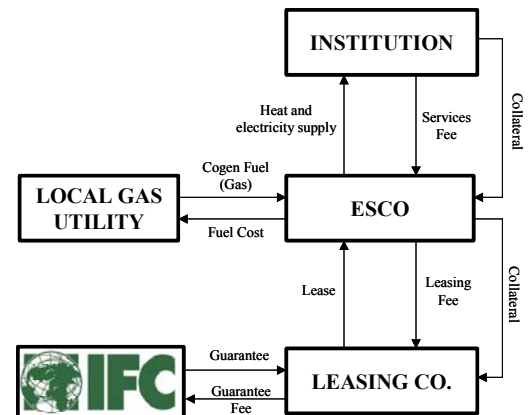 INSTITUTION
Heat and
electricity supply
Services
Fee
Collateral
Cogen Fuel
(Gas)
LOCAL GAS
UTILITY
ESCO
Fuel Cost
Lease
Leasing
Fee
Collateral
IFC
Guarantee
Guarantee
Fee
LEASING CO.